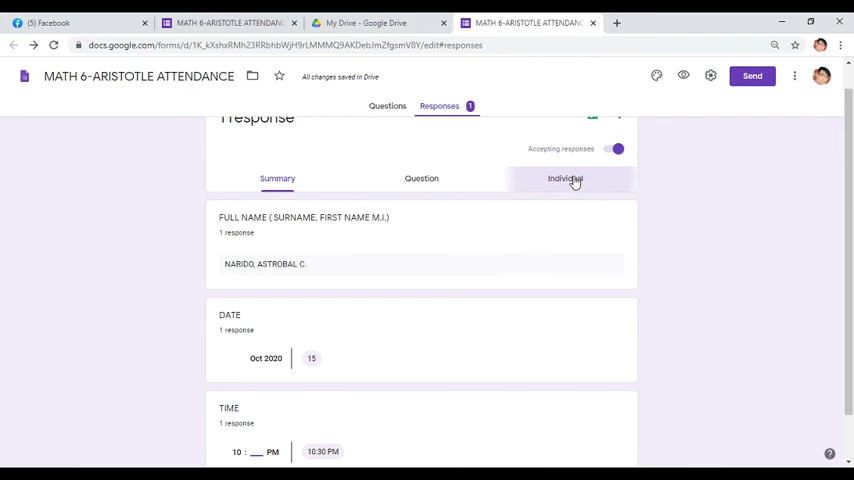 (5) Facebook
MATH 6-ARISTOTLE ATTENDANC
My Drive - Google Drive
MATH 6-ARISTOTLE ATTENDANC
docs.google.com/forms/d/1K_kXshxRMh23RRbhbWjH9rLMMMQ9AKDebJmZfgsmV8Y/edit#responses
MATH 6-ARISTOTLE ATTENDANCE
All changes saved in Drive
Send
Questions
Responses 1
1 response
Accepting responses
Summary
Question
Individual
FULL NAME ( SURNAME, FIRST NAME M.I.)
1 response
NARIDO, ASTROBAL C.
DATE
1 response
Oct 2020
15
TIME
1 response
10 : __ PM
10:30 PM